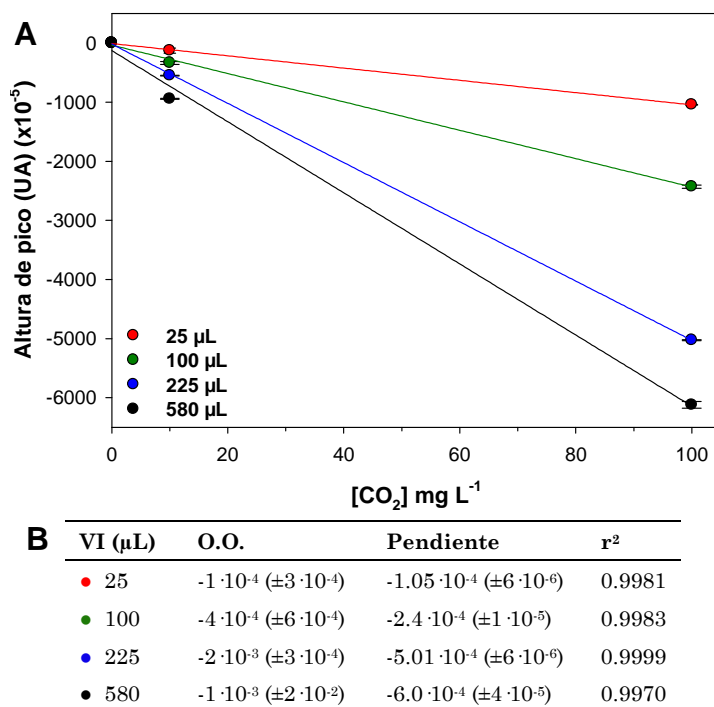 A
Altura de pico (UA) (x10⁻⁵)
0
-1000
-2000
-3000
-4000
-5000
-6000
25 µL
100 µL
225 µL
580 µL
0 20 40 60 80 100
[CO₂] mg L⁻¹
B
VI (µL) O.O. Pendiente r²
25 -1·10⁻⁴ (±3·10⁻⁴) -1.05·10⁻⁴ (±6·10⁻⁶) 0.9981
100 -4·10⁻⁴ (±6·10⁻⁴) -2.4·10⁻⁴ (±1·10⁻⁵) 0.9983
225 -2·10⁻³ (±3·10⁻⁴) -5.01·10⁻⁴ (±6·10⁻⁶) 0.9999
580 -1·10⁻³ (±2·10⁻²) -6.0·10⁻⁴ (±4·10⁻⁵) 0.9970